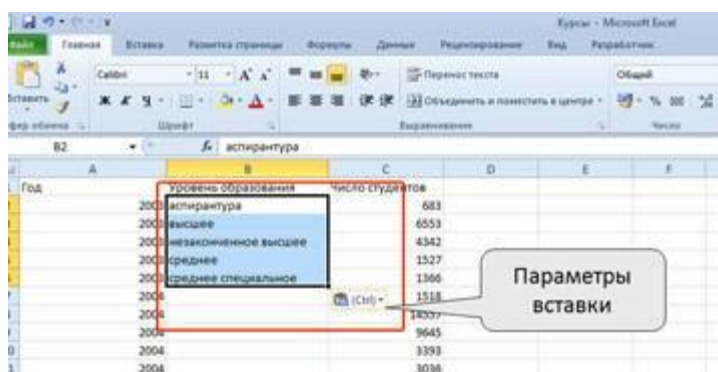 Курсы - Microsoft Excel
Файл Главная Вставка Разметка страницы Формулы Данные Рецензирование Вид Разработчик
Calibri 11 Перенос текста Общий
Ж К Ч Объединить и поместить в центре % 000
Шрифт Выравнивание Число
B2 fx аспирантура
A B C D E F
Год Уровень образования Число студентов
2003 аспирантура 683
2003 высшее 6553
2003 незаконченное высшее 4342
2003 среднее 1527
2003 среднее специальное 1366
2004 (Ctrl) 1518
2004 14557
2004 9645
2004 3393
2004 3036
Параметры
вставки